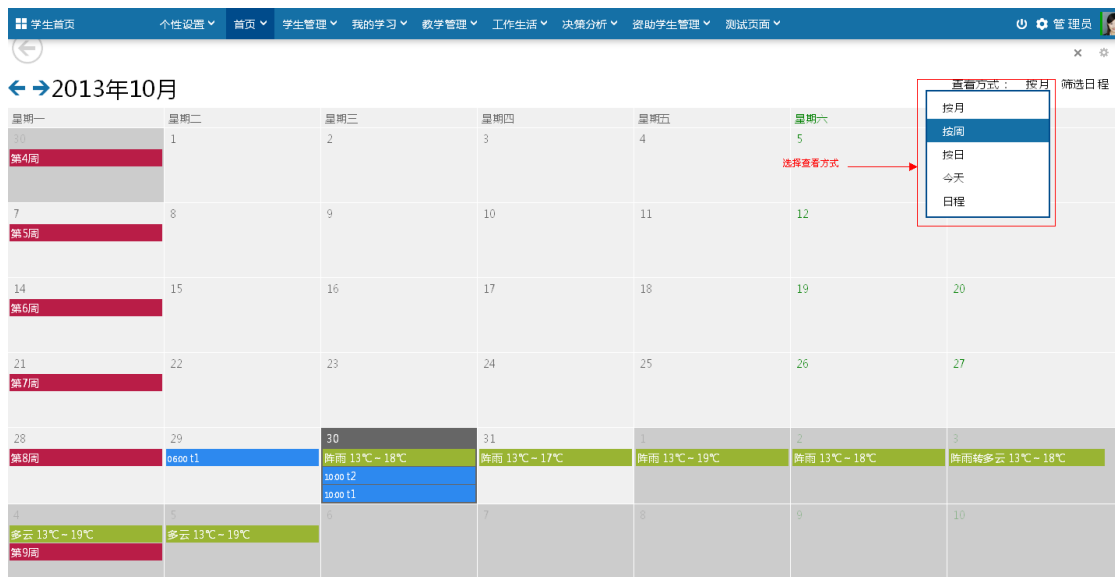 学生首页 个性设置 首页 学生管理 我的学习 教学管理 工作生活 决策分析 资助学生管理 测试页面 管理员
2013年10月 查看方式： 按月 筛选日程
星期一 星期二 星期三 星期四 星期五 星期六
按月
按周
按日
今天
日程
选择查看方式
30 1 2 3 4 5
第4周
7 8 9 10 11 12
第5周
14 15 16 17 18 19 20
第6周
21 22 23 24 25 26 27
第7周
28 29 30 31 1 2 3
第8周 06:00 t1 阵雨 13℃ ~ 18℃ 阵雨 13℃ ~ 17℃ 阵雨 13℃ ~ 19℃ 阵雨 13℃ ~ 18℃ 阵雨转多云 13℃ ~ 18℃
10:00 t2
10:00 t1
4 5 6 7 8 9 10
多云 13℃ ~ 19℃ 多云 13℃ ~ 19℃
第9周